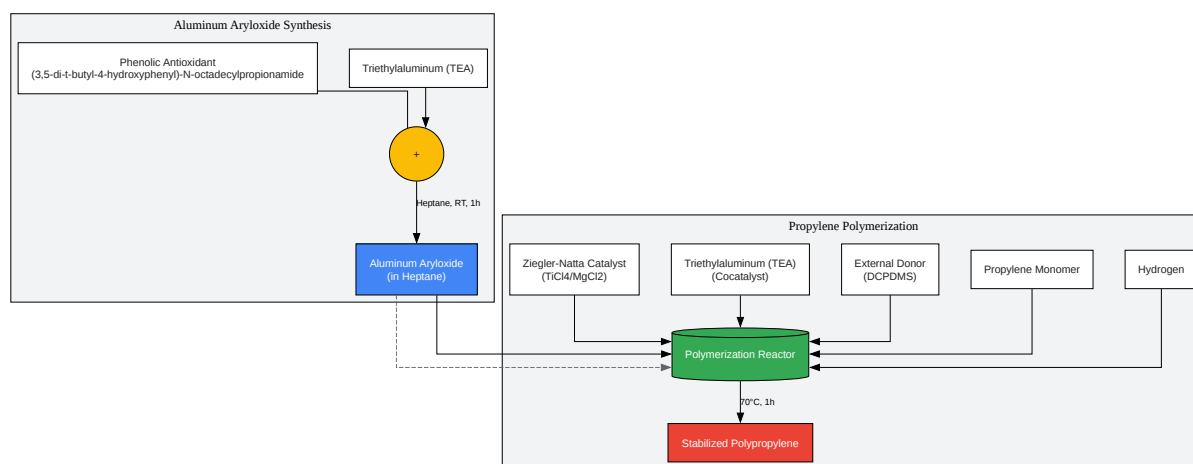 Aluminum Aryloxide Synthesis
Phenolic Antioxidant
(3,5-di-t-butyl-4-hydroxyphenyl)-N-octadecylpropionamide
Triethylaluminum (TEA)
+
Heptane, RT, 1h
Aluminum Aryloxide
(in Heptane)
Propylene Polymerization
Ziegler-Natta Catalyst
(TiCl4/MgCl2)
Triethylaluminum (TEA)
(Cocatalyst)
External Donor
(DCPDMS)
Propylene Monomer
Hydrogen
Polymerization Reactor
70°C, 1h
Stabilized Polypropylene